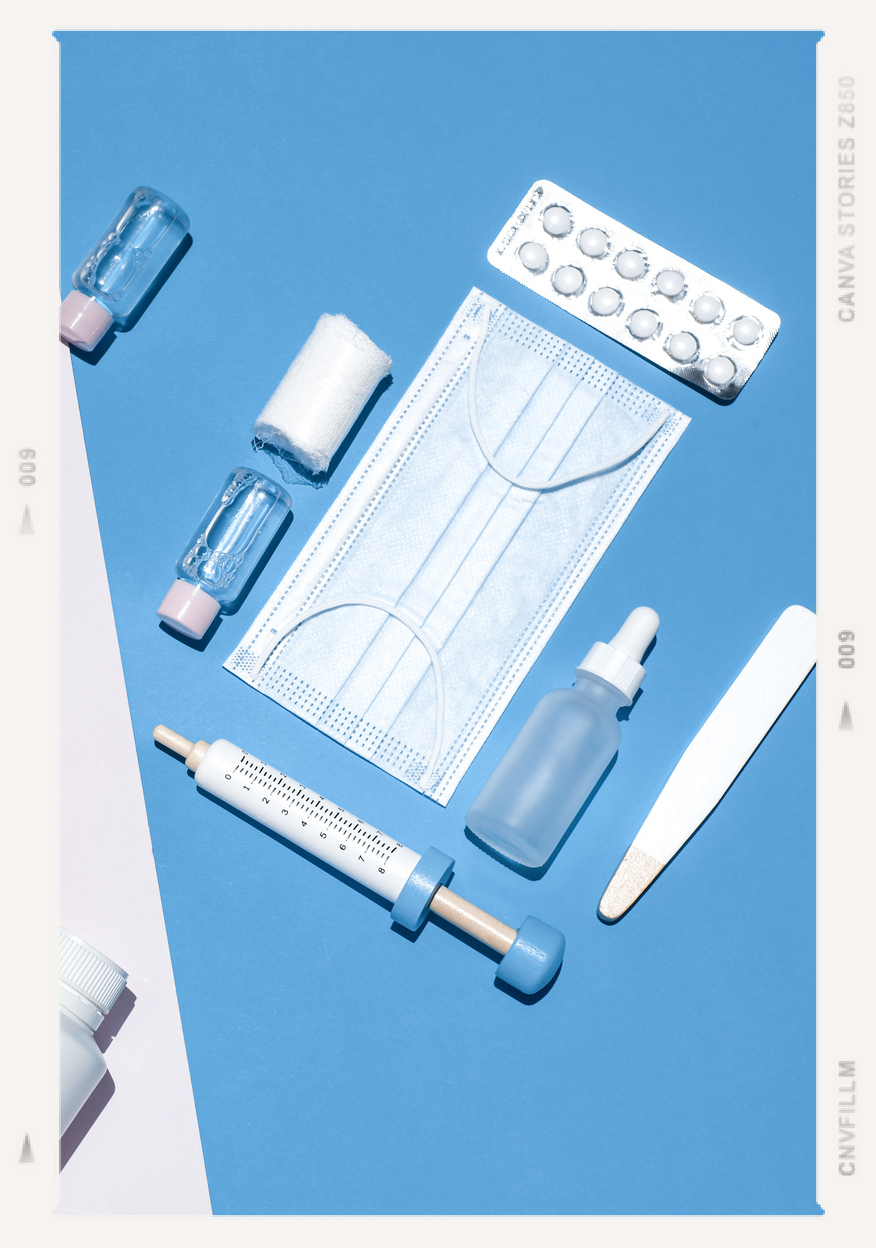 CANVA STORIES Z850
009
009
CNVFILLM
0 1 2 3 4 5 6 7 8